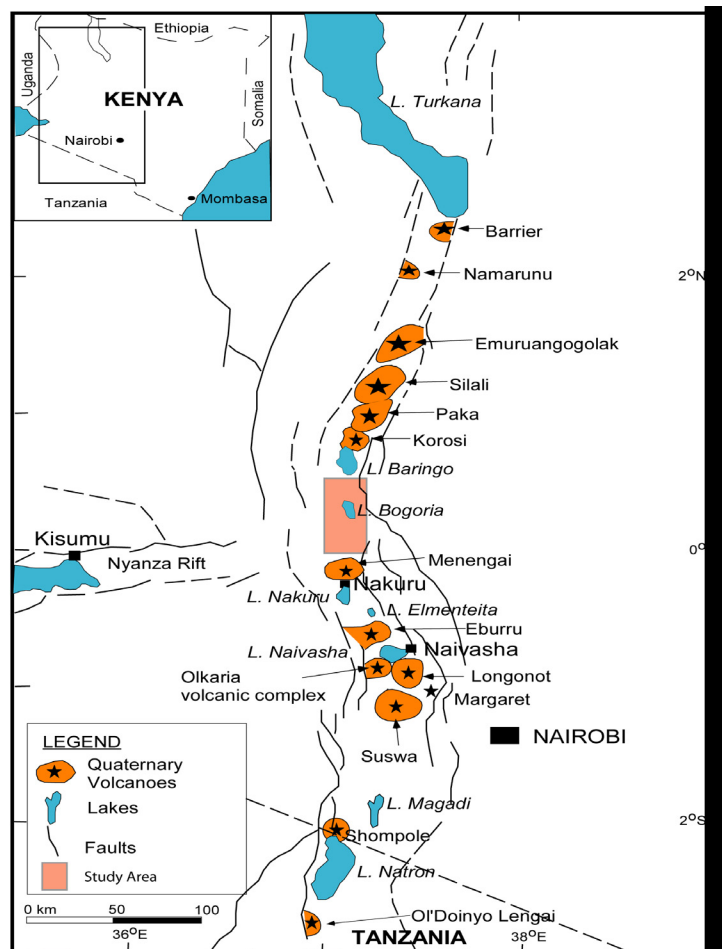 Ethiopia
Uganda
KENYA
Somalia
Nairobi
Tanzania
Mombasa
L. Turkana
Barrier
Namarunu
2°N
Emuruangogolak
Silali
Paka
Korosi
L. Baringo
L. Bogoria
Kisumu
Nyanza Rift
0°
Menengai
Nakuru
L. Nakuru
L. Elmenteita
Eburru
L. Naivasha
Naivasha
Olkaria
volcanic complex
Longonot
Margaret
NAIROBI
Suswa
LEGEND
Quaternary
Volcanoes
Lakes
Faults
Study Area
L. Magadi
2°S
Shompole
L. Natron
0 km
50
100
36°E
Ol'Doinyo Lengai
38°E
TANZANIA